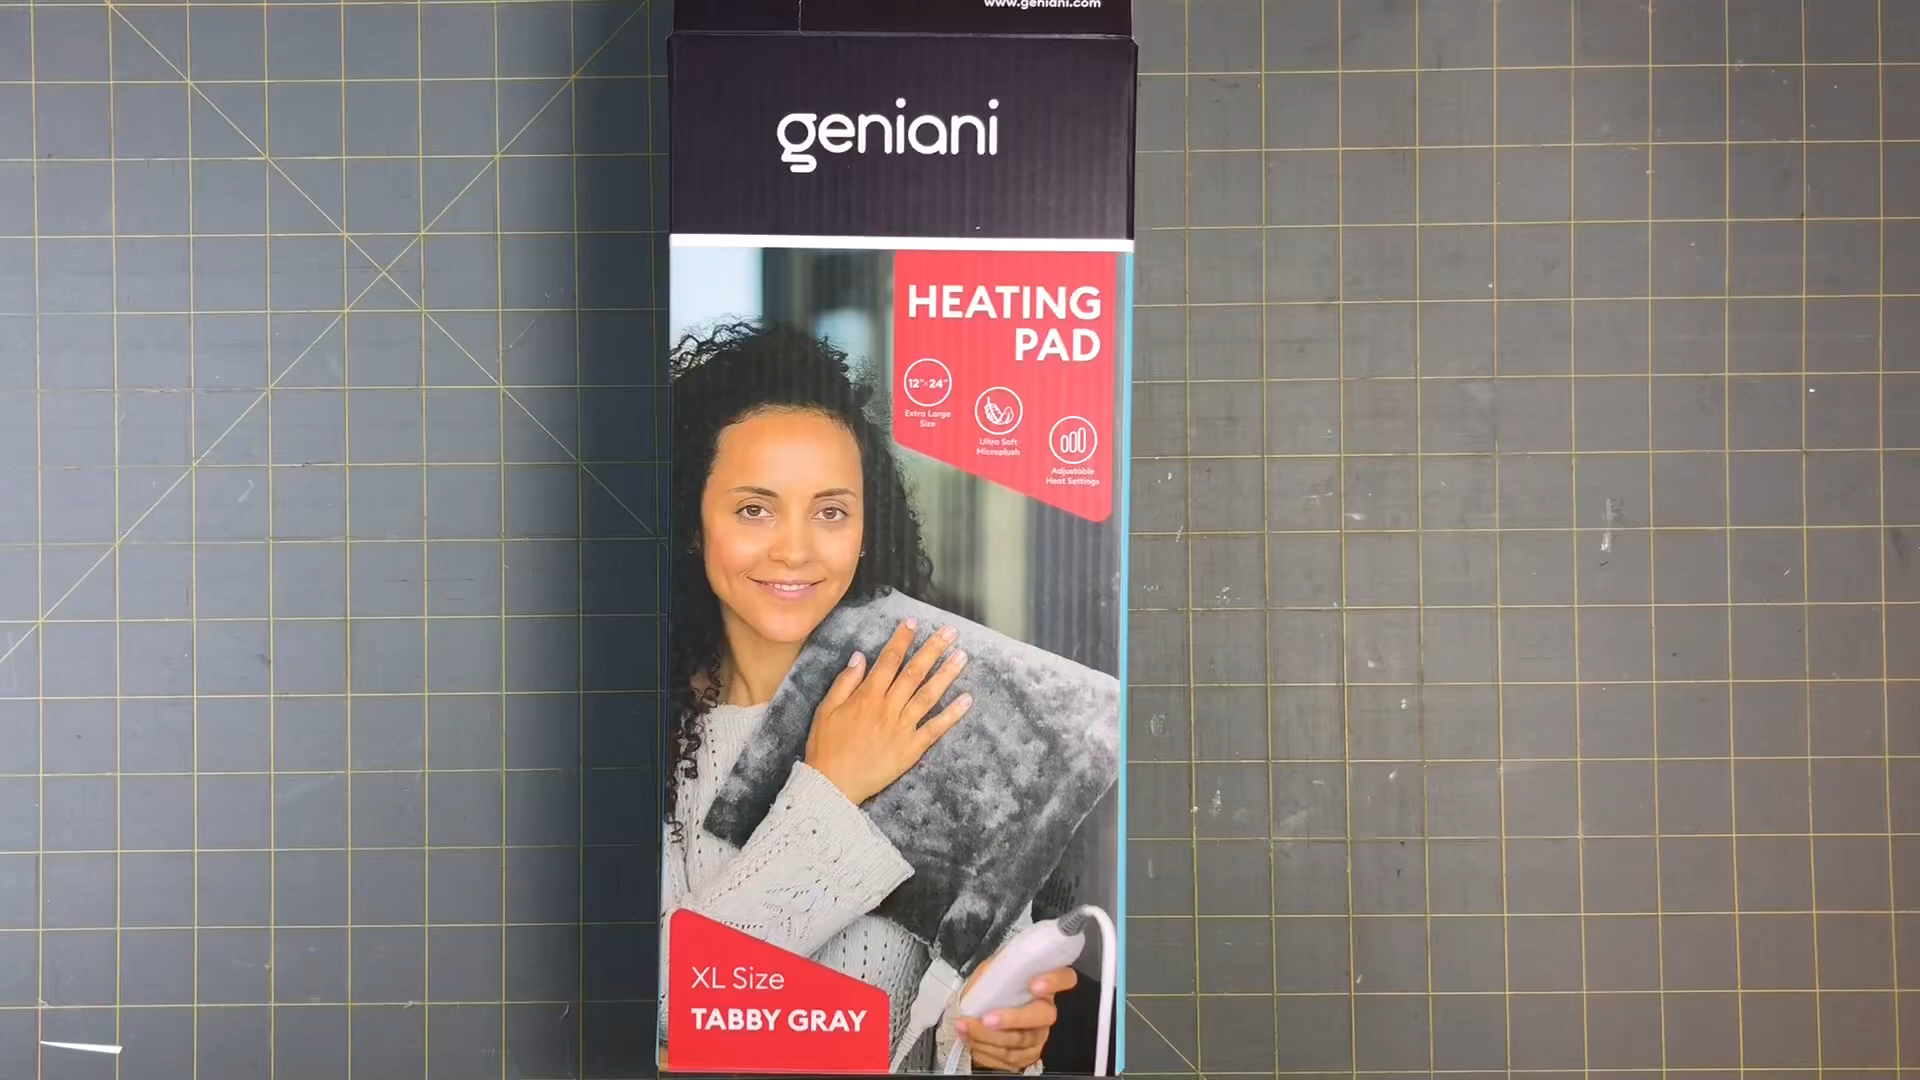 www.geniani.com
geniani
HEATING
PAD
12"×24"
Extra Large
Size
Ultra Soft
Microplush
Adjustable
Heat Settings
XL Size
TABBY GRAY